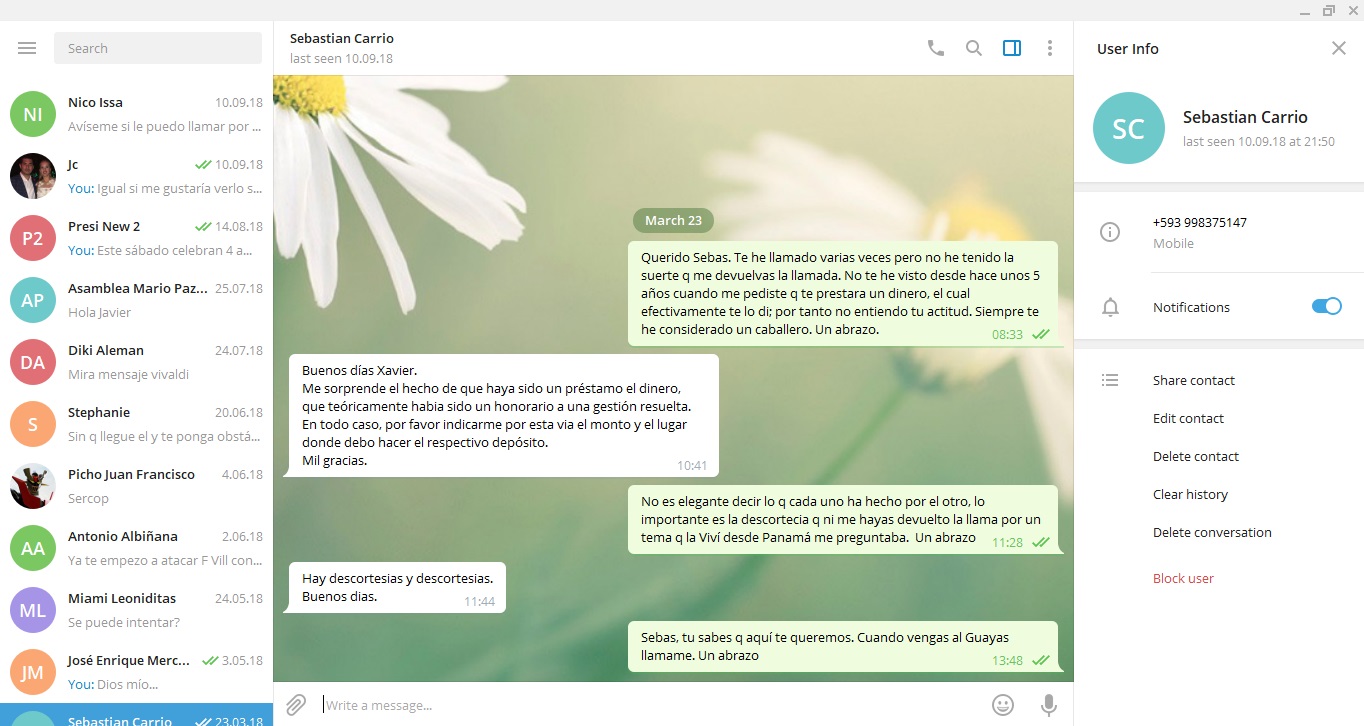 Search
Nico Issa 10.09.18
Avíseme si le puedo llamar por ...
Jc 10.09.18
You: Igual si me gustaría verlo s...
P2
Presi New 2 14.08.18
You: Este sábado celebran 4 a...
AP
Asamblea Mario Paz... 25.07.18
Hola Javier
DA
Diki Aleman 24.07.18
Mira mensaje vivaldi
S
Stephanie 20.06.18
Sin q llegue el y te ponga obstá...
Picho Juan Francisco 4.06.18
Sercop
AA
Antonio Albiñana 2.06.18
Ya te empezo a atacar F Vill con...
ML
Miami Leoniditas 24.05.18
Se puede intentar?
JM
José Enrique Merc... 3.05.18
You: Dios mío...
Sebastian Carrio 23.03.18
NI
Sebastian Carrio
last seen 10.09.18
March 23
Querido Sebas. Te he llamado varias veces pero no he tenido la
suerte q me devuelvas la llamada. No te he visto desde hace unos 5
años cuando me pediste q te prestara un dinero, el cual
efectivamente te lo di; por tanto no entiendo tu actitud. Siempre te
he considerado un caballero. Un abrazo. 08:33
Buenos días Xavier.
Me sorprende el hecho de que haya sido un préstamo el dinero,
que teóricamente habia sido un honorario a una gestión resuelta.
En todo caso, por favor indicarme por esta via el monto y el lugar
donde debo hacer el respectivo depósito.
Mil gracias. 10:41
No es elegante decir lo q cada uno ha hecho por el otro, lo
importante es la descortecia q ni me hayas devuelto la llama por un
tema q la Viví desde Panamá me preguntaba. Un abrazo 11:28
Hay descortesias y descortesias.
Buenos dias. 11:44
Sebas, tu sabes q aquí te queremos. Cuando vengas al Guayas
llamame. Un abrazo 13:48
Write a message...
User Info
SC
Sebastian Carrio
last seen 10.09.18 at 21:50
+593 998375147
Mobile
Notifications
Share contact
Edit contact
Delete contact
Clear history
Delete conversation
Block user